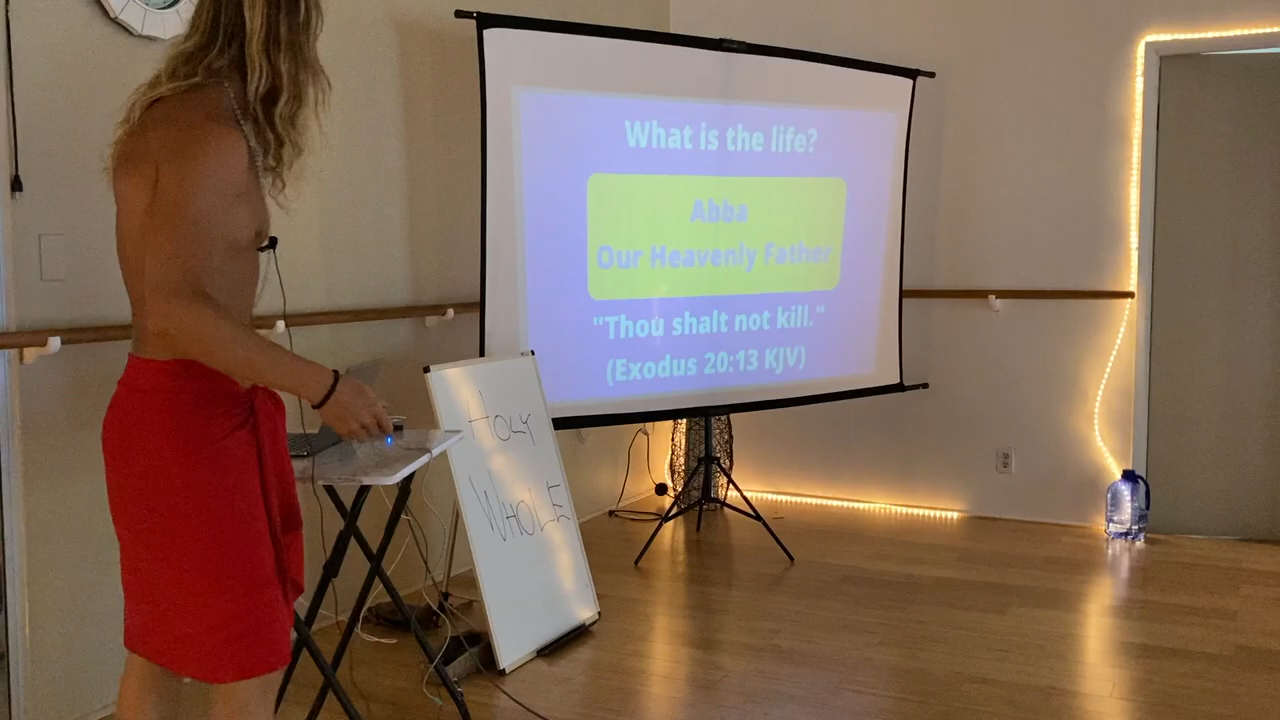 What is the life?
Abba
Our Heavenly Father
"Thou shalt not kill."
(Exodus 20:13 KJV)
HOLY
WHOLE